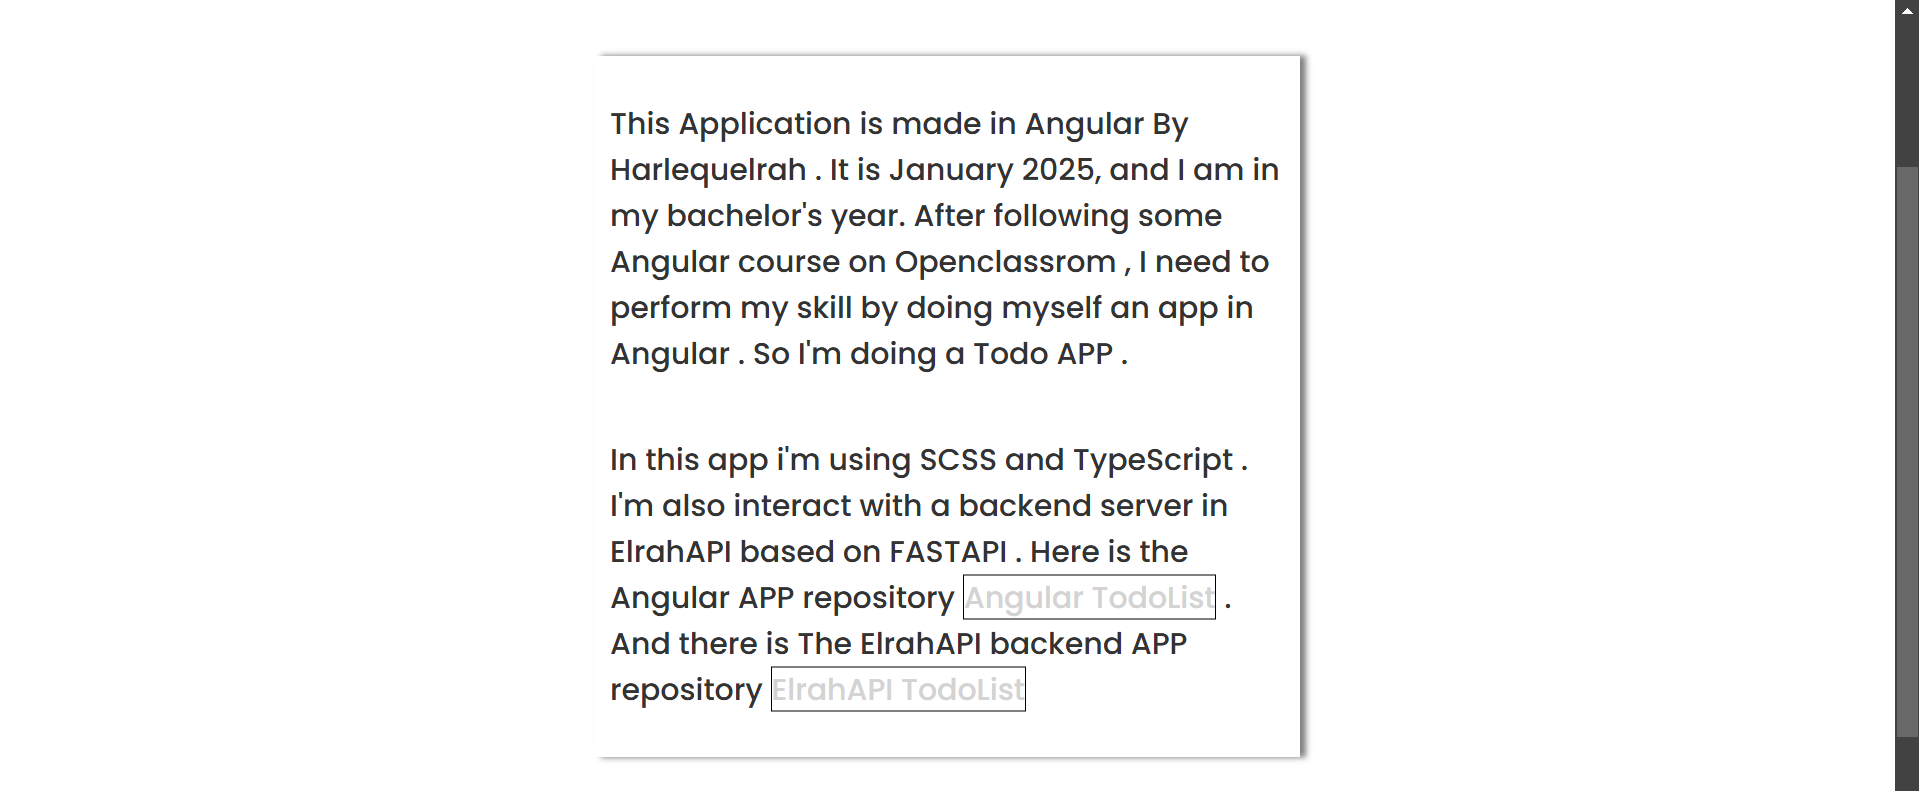 This Application is made in Angular By
Harlequelrah . It is January 2025, and I am in
my bachelor's year. After following some
Angular course on Openclassrom , I need to
perform my skill by doing myself an app in
Angular . So I'm doing a Todo APP .
In this app i'm using SCSS and TypeScript .
I'm also interact with a backend server in
ElrahAPI based on FASTAPI . Here is the
Angular APP repository Angular TodoList .
And there is The ElrahAPI backend APP
repository ElrahAPI TodoList